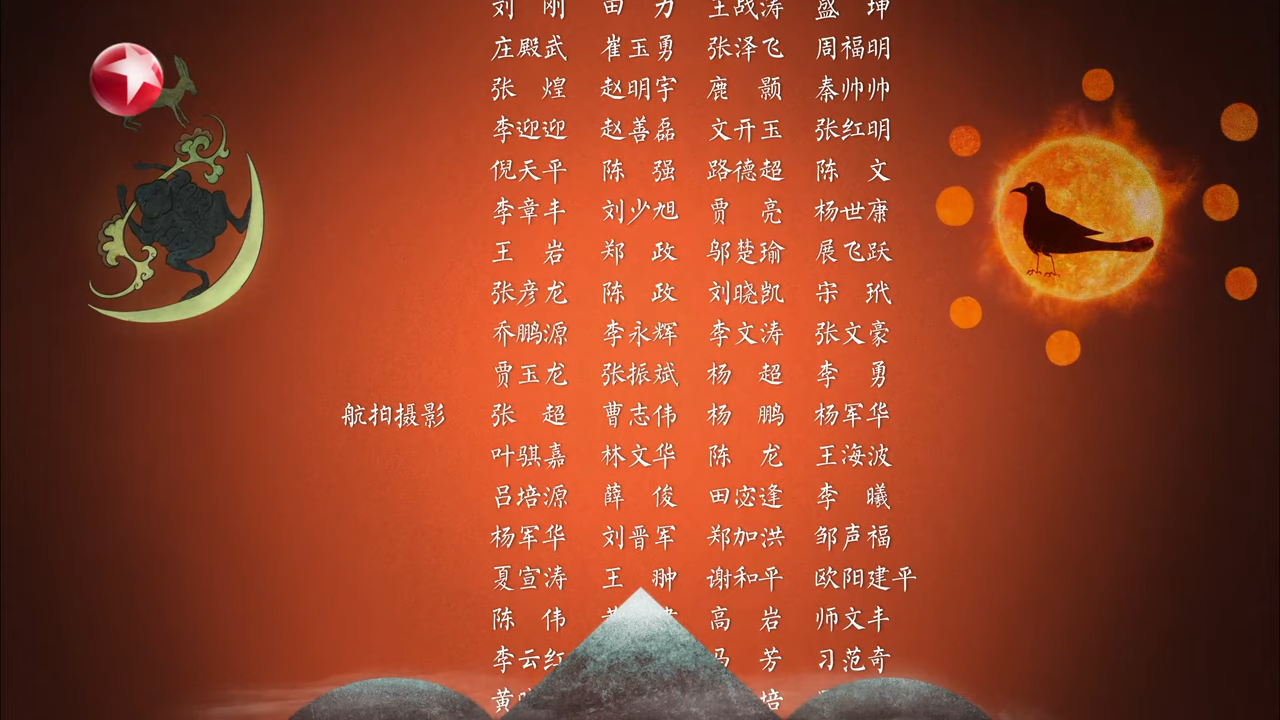 刘 刚 田 力 王战涛 盛 坤
庄殿武 崔玉勇 张泽飞 周福明
张 煌 赵明宇 鹿 颢 秦帅帅
李迎迎 赵善磊 文开玉 张红明
倪天平 陈 强 路德超 陈 文
李章丰 刘少旭 贾 亮 杨世康
王 岩 郑 政 邬楚瑜 展飞跃
张彦龙 陈 政 刘晓凯 宋 玳
乔鹏源 李永辉 李文涛 张文豪
贾玉龙 张振斌 杨 超 李 勇
航拍摄影 张 超 曹志伟 杨 鹏 杨军华
叶骐嘉 林文华 陈 龙 王海波
吕培源 薛 俊 田宓逢 李 曦
杨军华 刘晋军 郑加洪 邹声福
夏宣涛 王 翀 谢和平 欧阳建平
陈 伟 高 岩 师文丰
李云红 马 芳 习范奇
黄 培